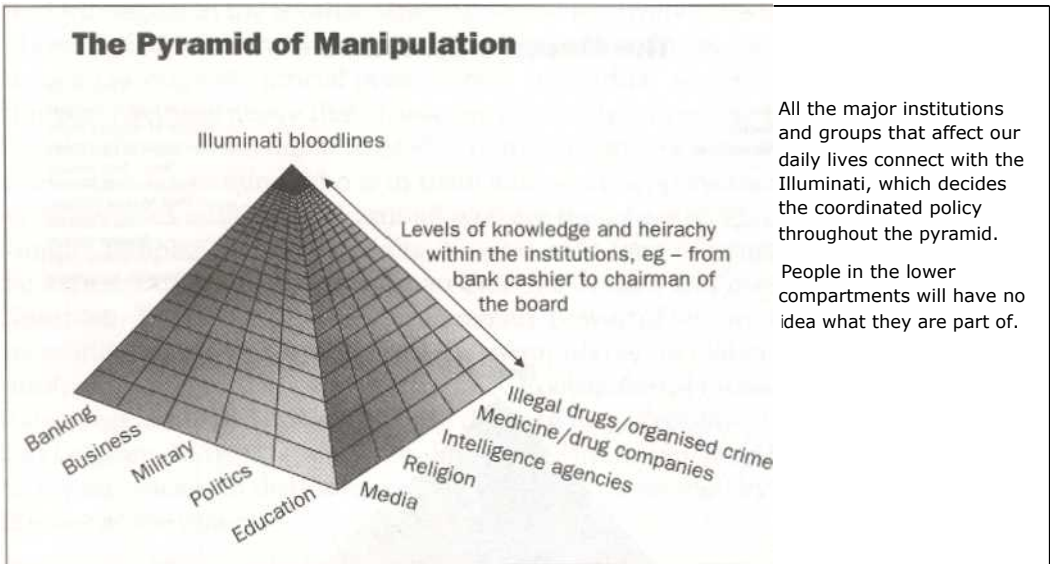 The Pyramid of Manipulation
Illuminati bloodlines
Levels of knowledge and heirachy
within the institutions, eg – from
bank cashier to chairman of
the board
Banking
Business
Military
Politics
Education
Media
Religion
Intelligence agencies
Medicine/drug companies
Illegal drugs/organised crime
All the major institutions
and groups that affect our
daily lives connect with the
Illuminati, which decides
the coordinated policy
throughout the pyramid.
People in the lower
compartments will have no
idea what they are part of.